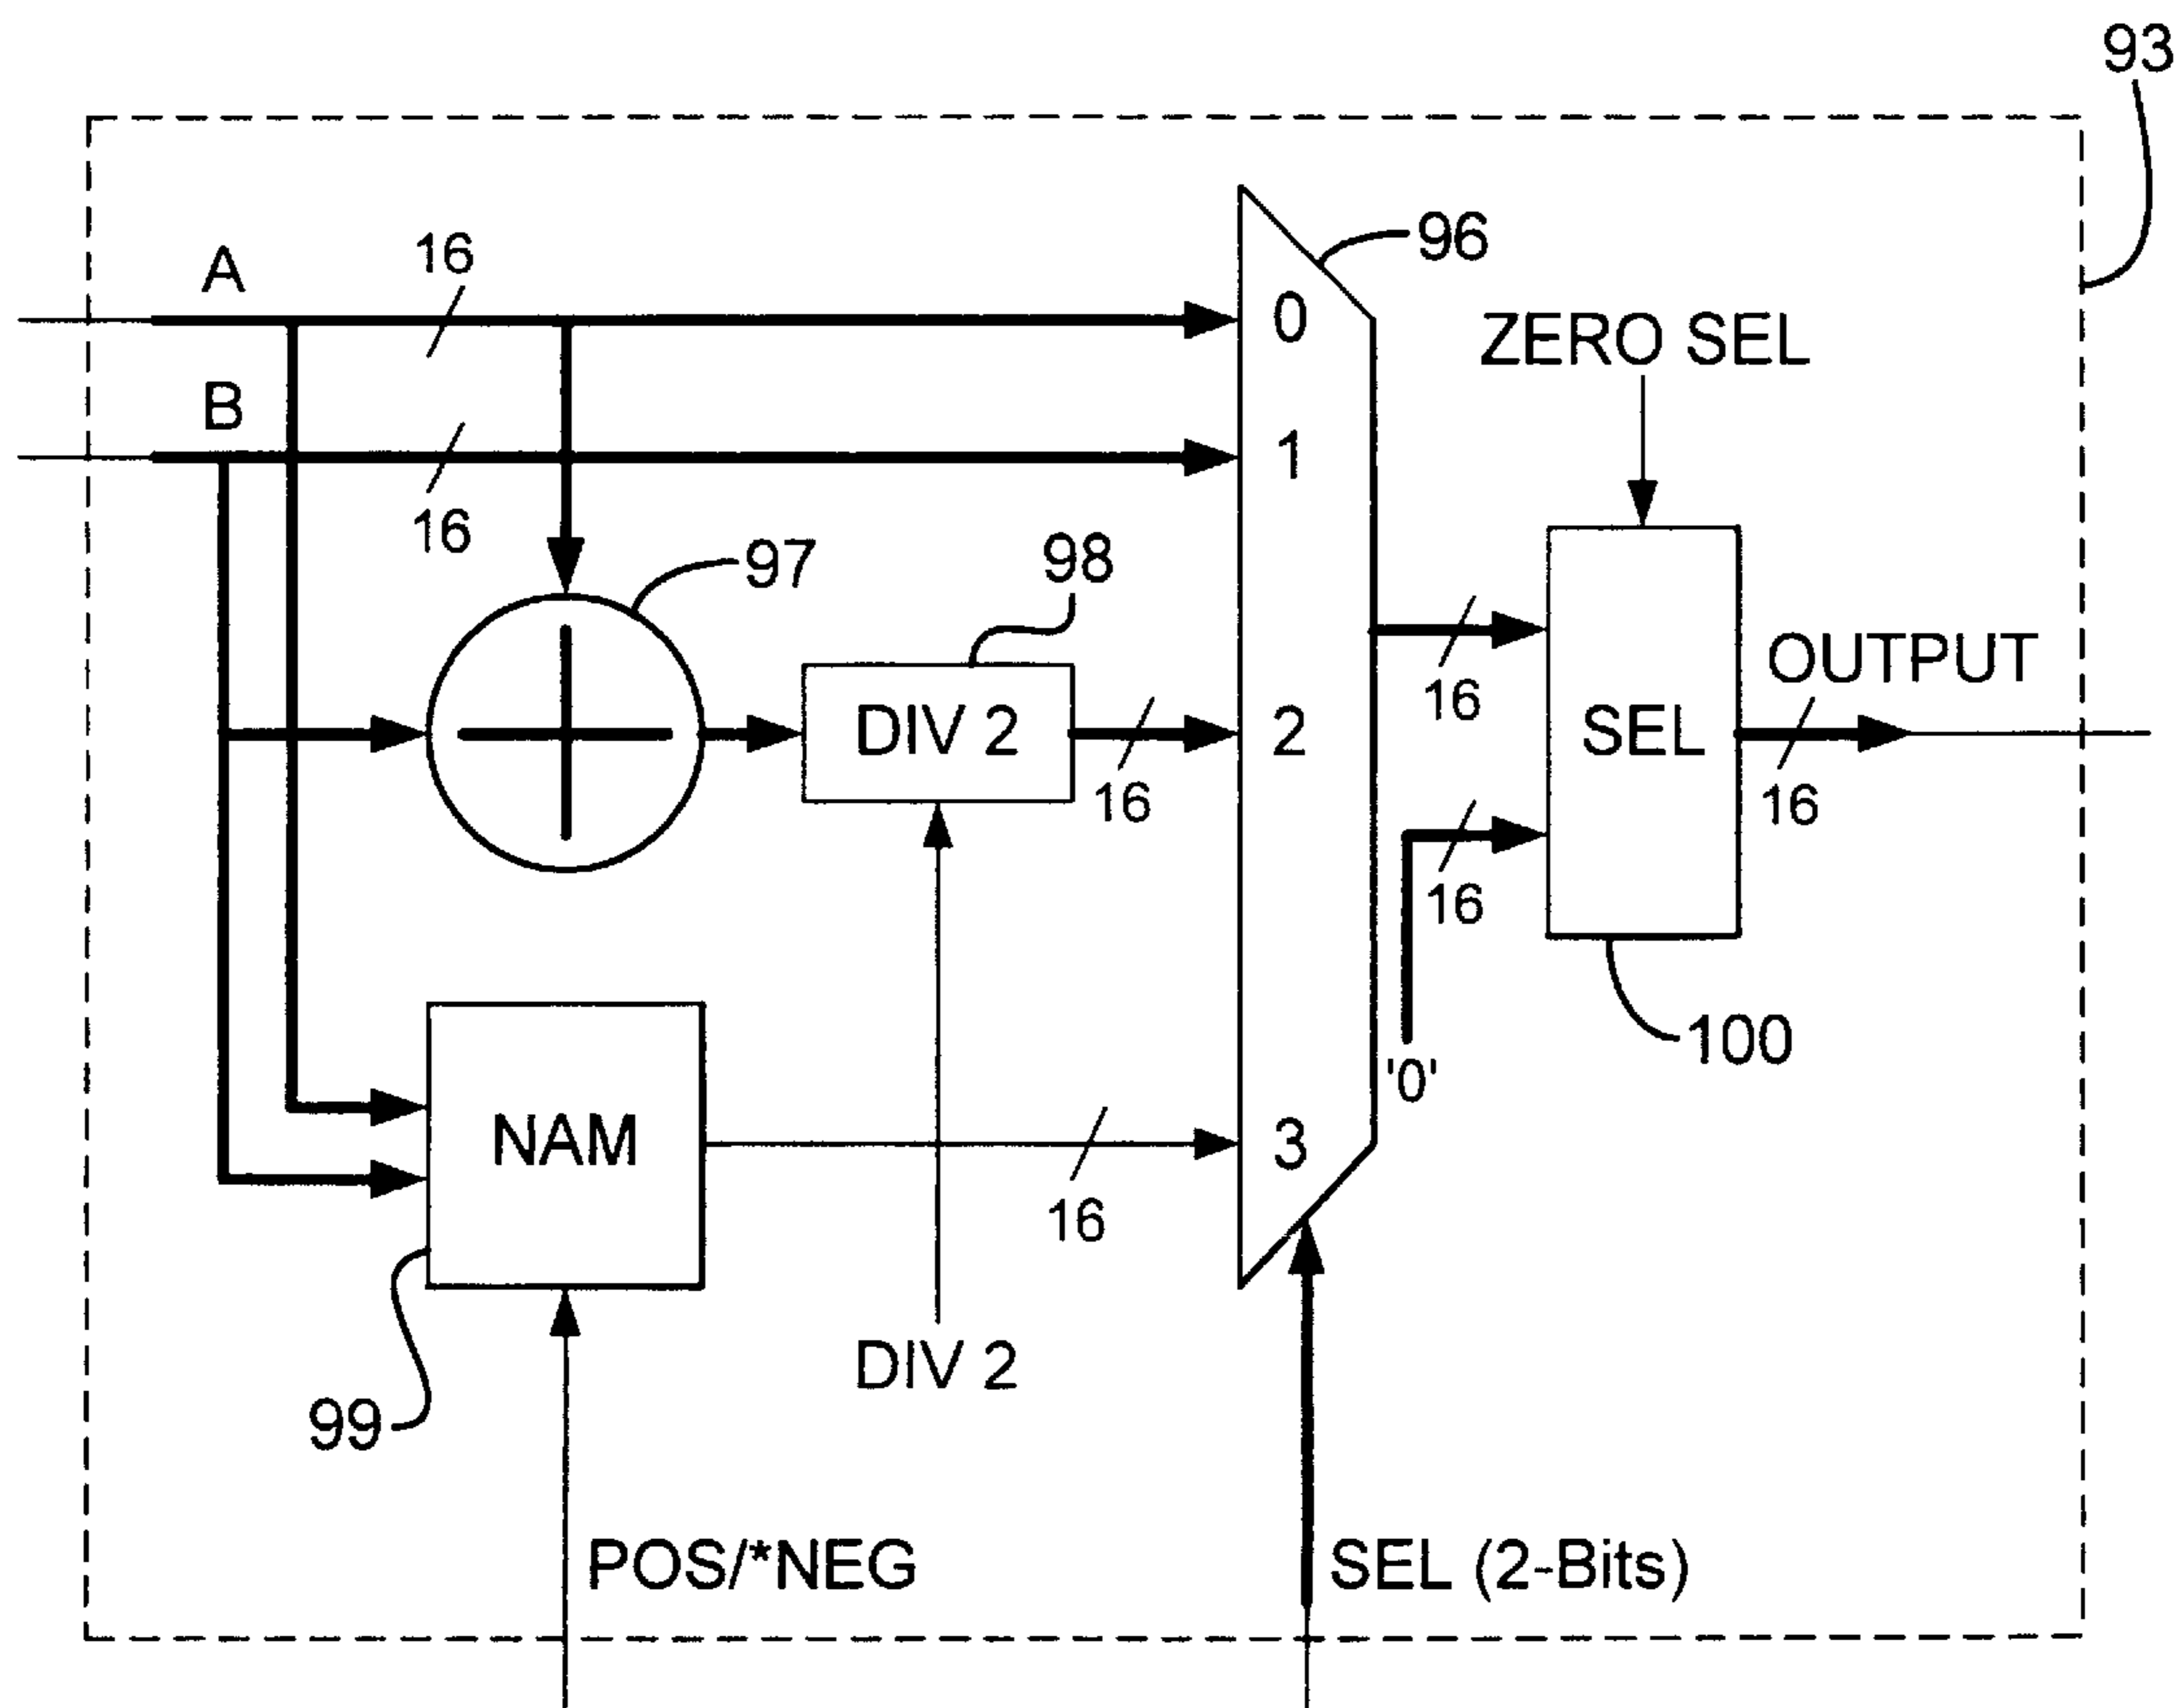 93
96
A
16
0
ZERO SEL
B
1
16
97
98
16
OUTPUT
DIV 2
2
SEL
16
16
16
NAM
3
'0'
100
16
DIV 2
99
POS/*NEG
SEL (2-Bits)